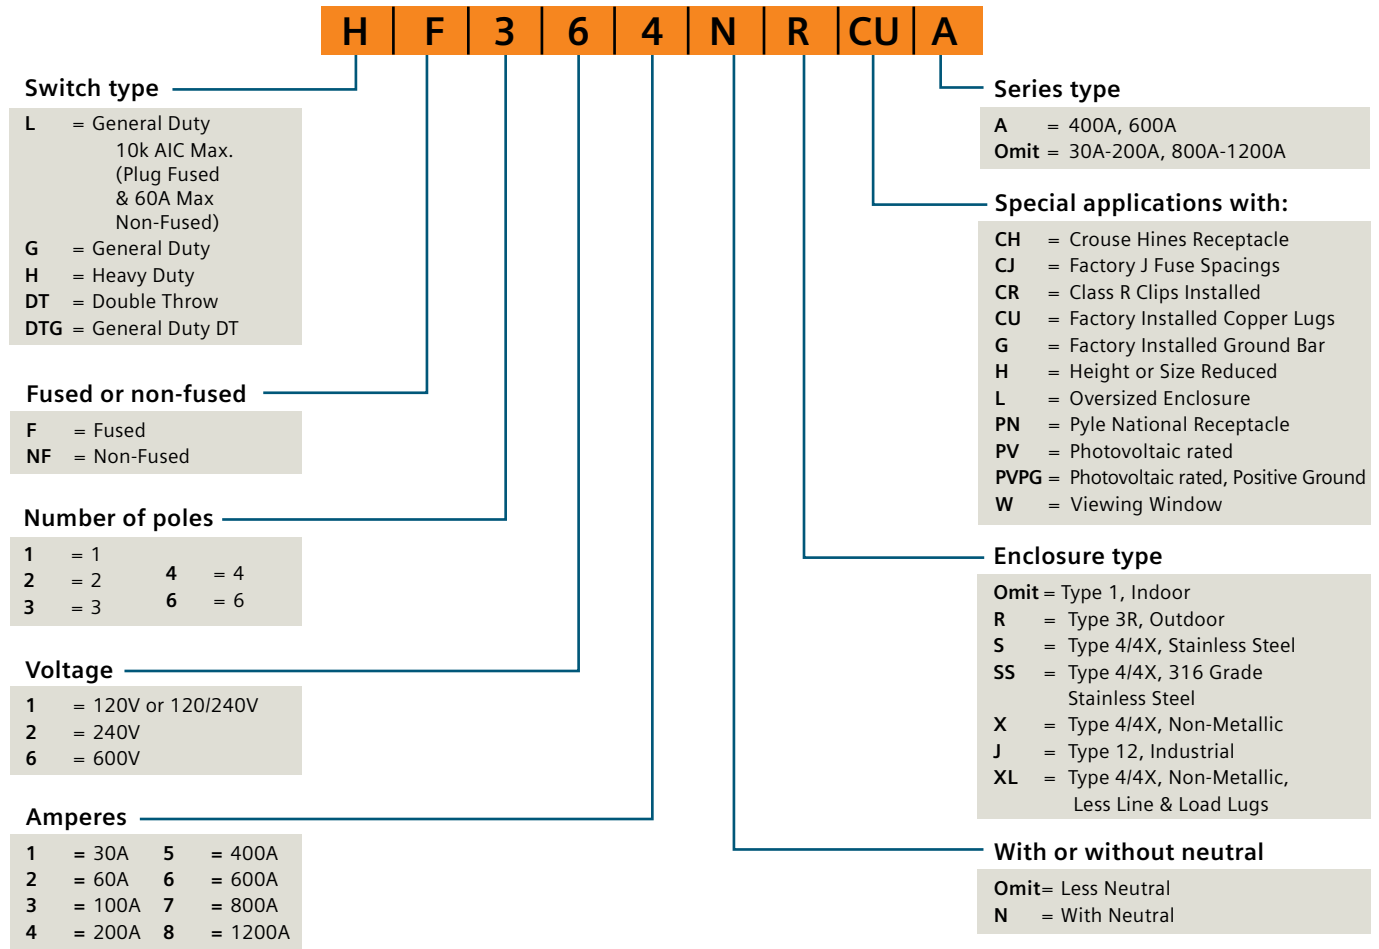 H F 3 6 4 N R CU A
Switch type
L = General Duty
10k AIC Max.
(Plug Fused
& 60A Max
Non-Fused)
G = General Duty
H = Heavy Duty
DT = Double Throw
DTG = General Duty DT
Fused or non-fused
F = Fused
NF = Non-Fused
Number of poles
1 = 1
2 = 2
3 = 3
4 = 4
6 = 6
Voltage
1 = 120V or 120/240V
2 = 240V
6 = 600V
Amperes
1 = 30A 5 = 400A
2 = 60A 6 = 600A
3 = 100A 7 = 800A
4 = 200A 8 = 1200A
Series type
A = 400A, 600A
Omit = 30A-200A, 800A-1200A
Special applications with:
CH = Crouse Hines Receptacle
CJ = Factory J Fuse Spacings
CR = Class R Clips Installed
CU = Factory Installed Copper Lugs
G = Factory Installed Ground Bar
H = Height or Size Reduced
L = Oversized Enclosure
PN = Pyle National Receptacle
PV = Photovoltaic rated
PVPG = Photovoltaic rated, Positive Ground
W = Viewing Window
Enclosure type
Omit = Type 1, Indoor
R = Type 3R, Outdoor
S = Type 4/4X, Stainless Steel
SS = Type 4/4X, 316 Grade
Stainless Steel
X = Type 4/4X, Non-Metallic
J = Type 12, Industrial
XL = Type 4/4X, Non-Metallic,
Less Line & Load Lugs
With or without neutral
Omit= Less Neutral
N = With Neutral